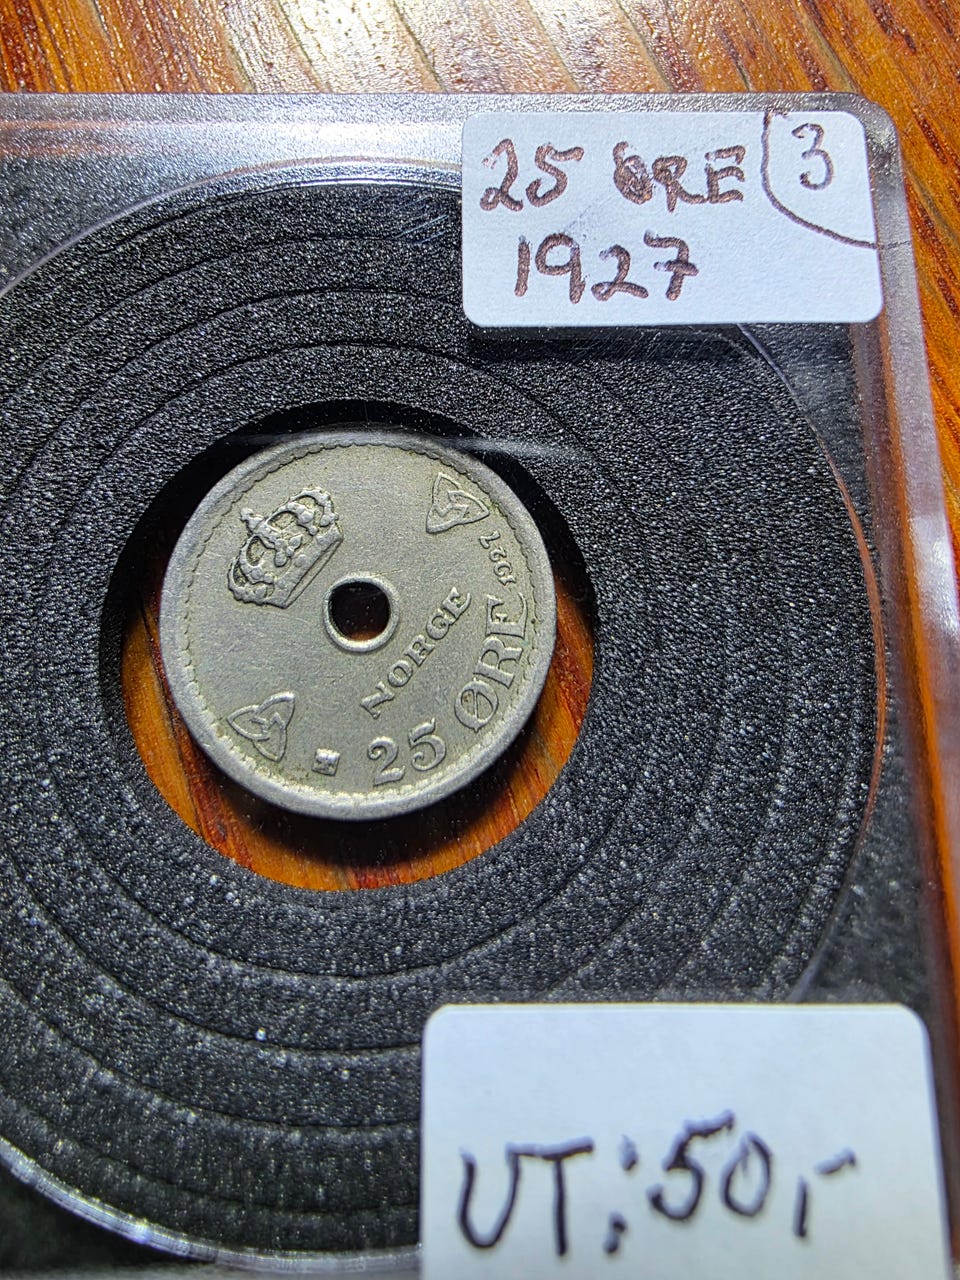 25 ØRE 3
1927
1927
NORGE
25 ØRE
UT:50,-